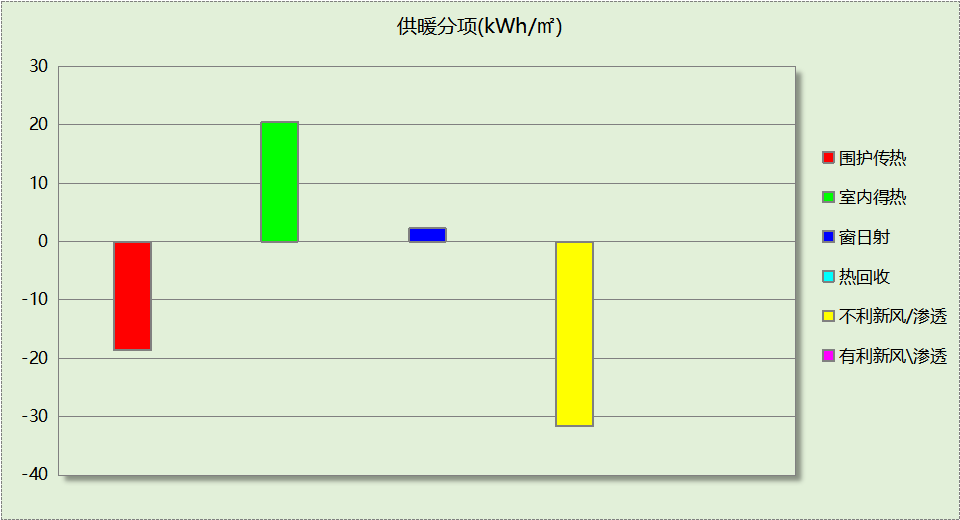 供暖分项(kWh/㎡)
30
20
10
0
-10
-20
-30
-40
围护传热
室内得热
窗日射
热回收
不利新风/渗透
有利新风\渗透